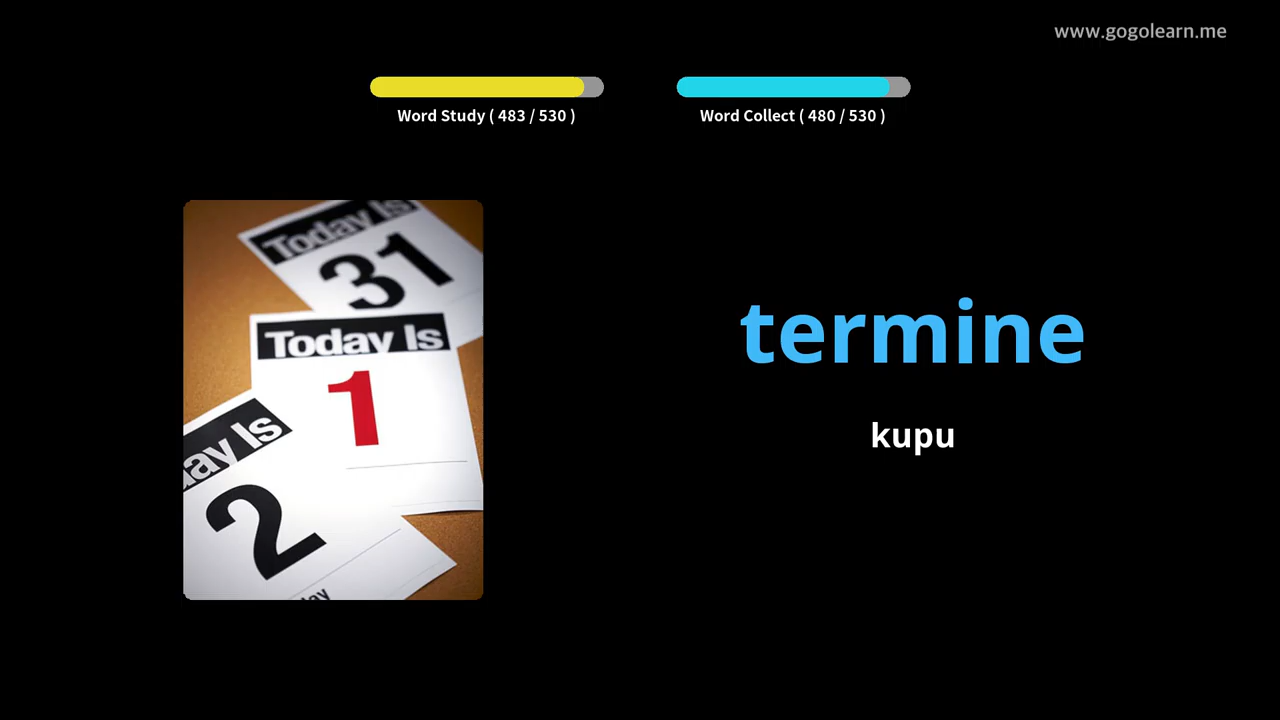 www.gogolearn.me
Word Study ( 483 / 530 )
Word Collect ( 480 / 530 )
Today Is
31
Today Is
1
day Is
2
termine
kupu